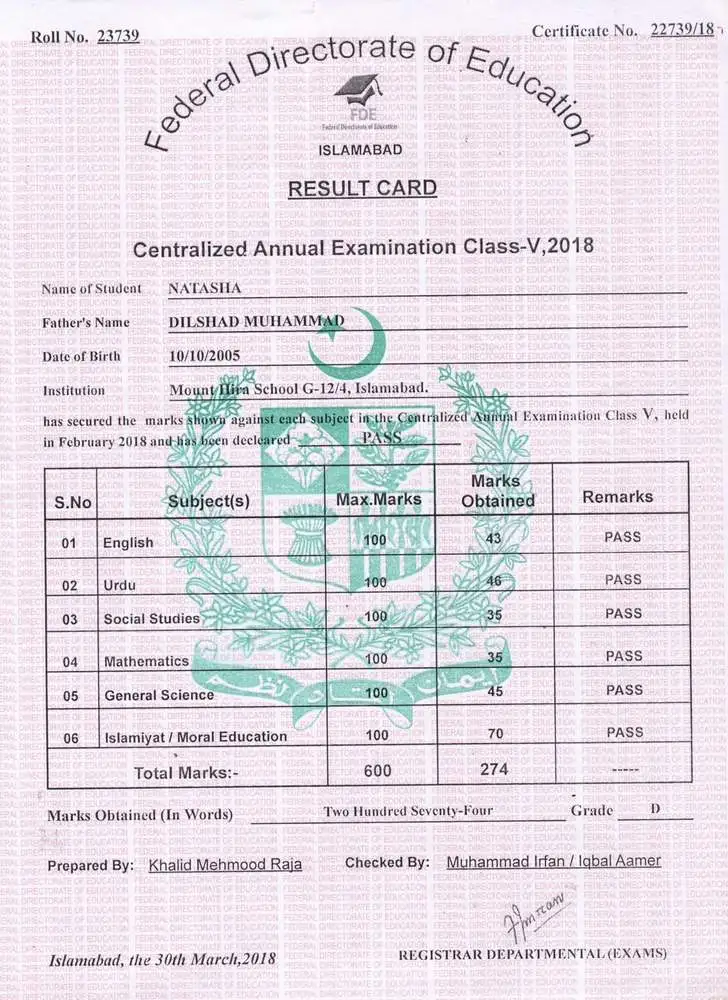 Roll No. 23739
Certificate No. 22739/18
Federal Directorate of Education
FDE
Federal Directorate of Education
ISLAMABAD
RESULT CARD
Centralized Annual Examination Class-V,2018
Name of Student NATASHA
Father's Name DILSHAD MUHAMMAD
Date of Birth 10/10/2005
Institution Mount Hira School G-12/4, Islamabad.
has secured the marks shown against each subject in the Centralized Annual Examination Class V, held
in February 2018 and has been decleared PASS
S.No Subject(s) Max.Marks Marks Obtained Remarks
01 English 100 43 PASS
02 Urdu 100 46 PASS
03 Social Studies 100 35 PASS
04 Mathematics 100 35 PASS
05 General Science 100 45 PASS
ایمان اتحاد نظم
06 Islamiyat / Moral Education 100 70 PASS
Total Marks:- 600 274 -----
Marks Obtained (In Words) Two Hundred Seventy-Four Grade D
Prepared By: Khalid Mehmood Raja Checked By: Muhammad Irfan / Iqbal Aamer
Islamabad, the 30th March,2018
REGISTRAR DEPARTMENTAL (EXAMS)